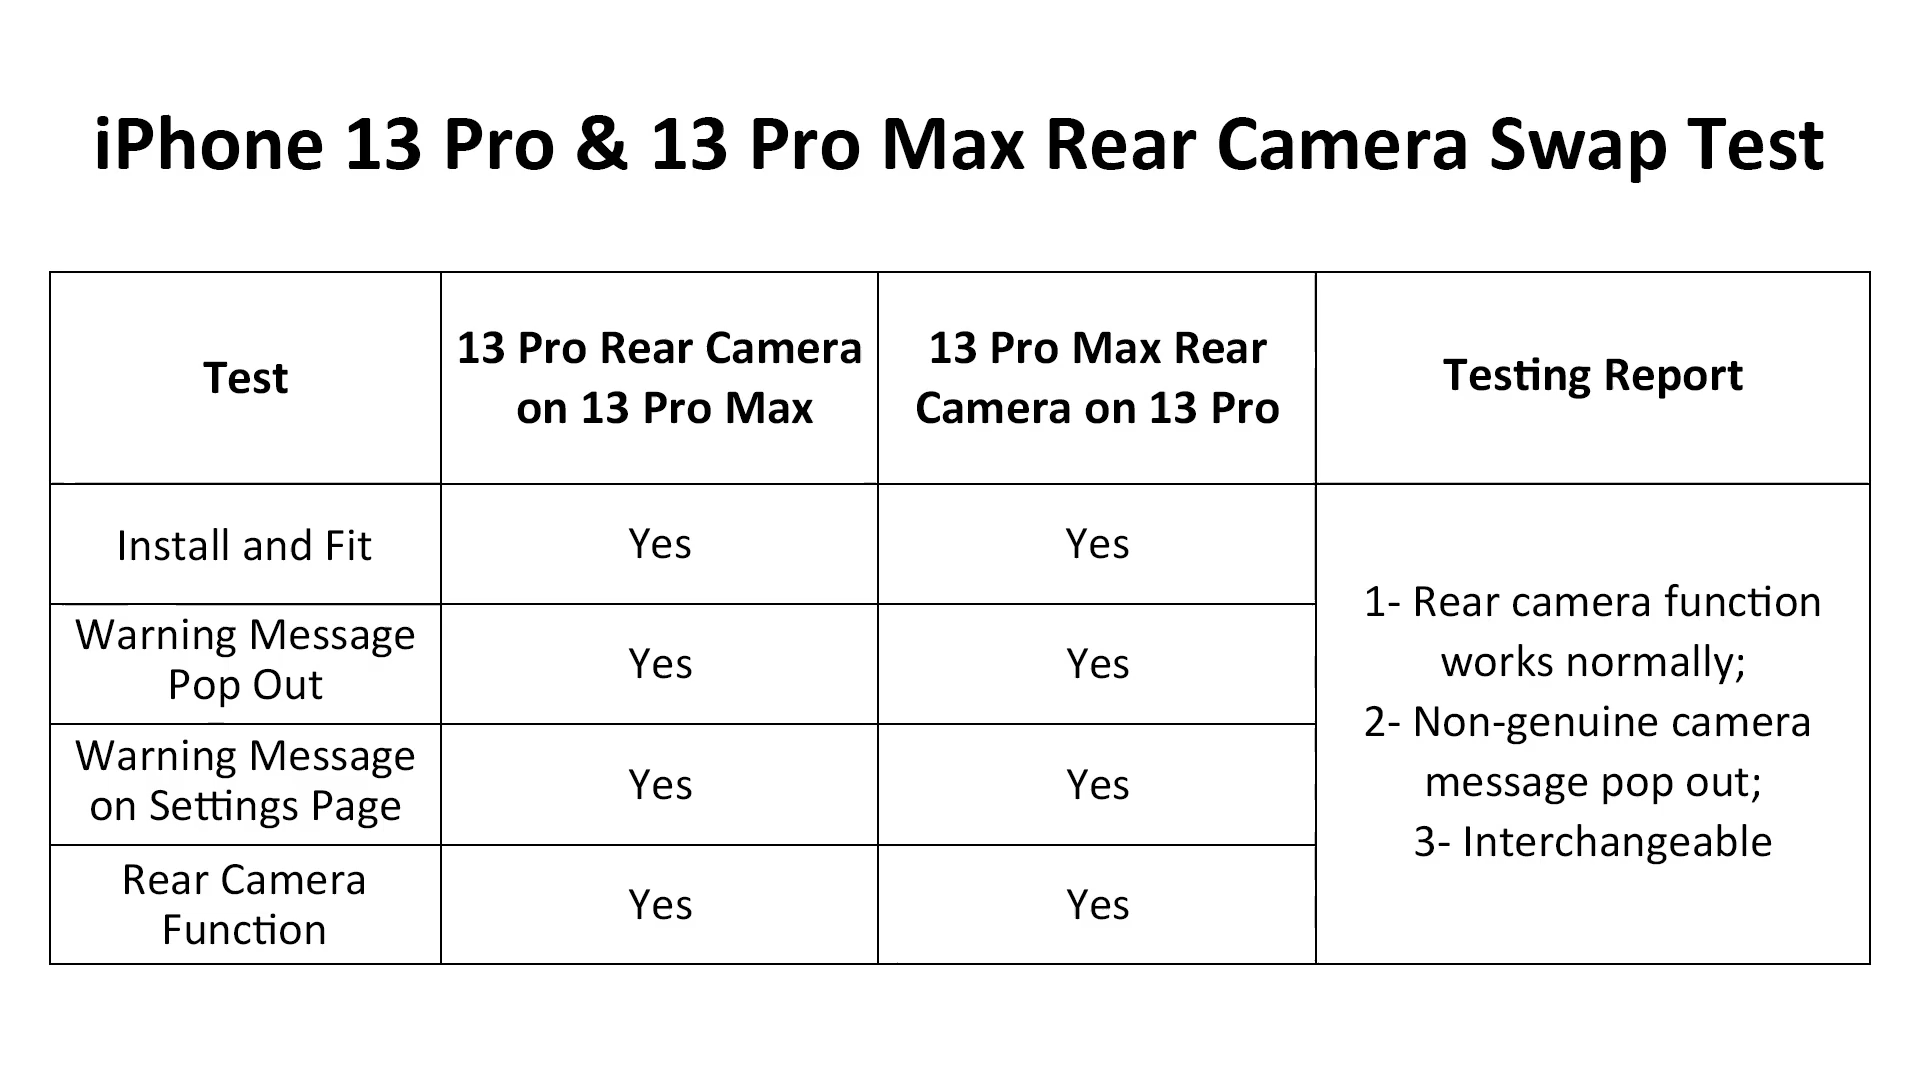 iPhone 13 Pro & 13 Pro Max Rear Camera Swap Test
Test
13 Pro Rear Camera
on 13 Pro Max
13 Pro Max Rear
Camera on 13 Pro
Testing Report
Install and Fit
Yes
Yes
Warning Message
Pop Out
Yes
Yes
Warning Message
on Settings Page
Yes
Yes
Rear Camera
Function
Yes
Yes
1- Rear camera function
works normally;
2- Non-genuine camera
message pop out;
3- Interchangeable